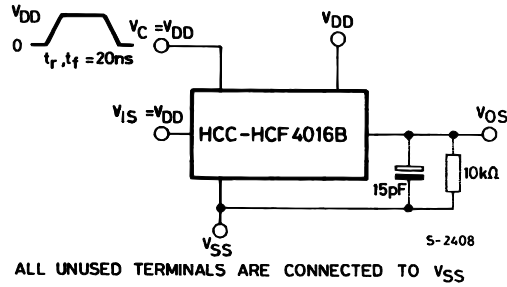 VDD
0
tr,tf=20ns
VC=VDD
VDD
VIS=VDD
HCC-HCF4016B
VOS
15pF
10kΩ
VSS
S-2408
ALL UNUSED TERMINALS ARE CONNECTED TO VSS